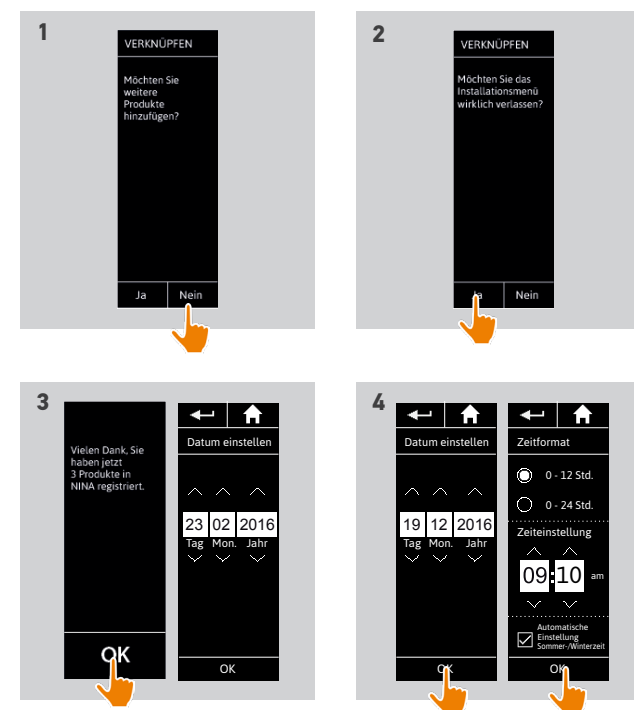 1
VERKNÜPFEN
Möchten Sie
weitere
Produkte
hinzufügen?
Ja Nein
2
VERKNÜPFEN
Möchten Sie das
Installationsmenü
wirklich verlassen?
Ja Nein
3
Vielen Dank, Sie
haben jetzt
3 Produkte in
NINA registriert.
OK
Datum einstellen
23 02 2016
Tag Mon. Jahr
OK
4
Datum einstellen
19 12 2016
Tag Mon. Jahr
OK
Zeitformat
0 - 12 Std.
0 - 24 Std.
Zeiteinstellung
09:10 am
Automatische
Einstellung
Sommer-/Winterzeit
OK